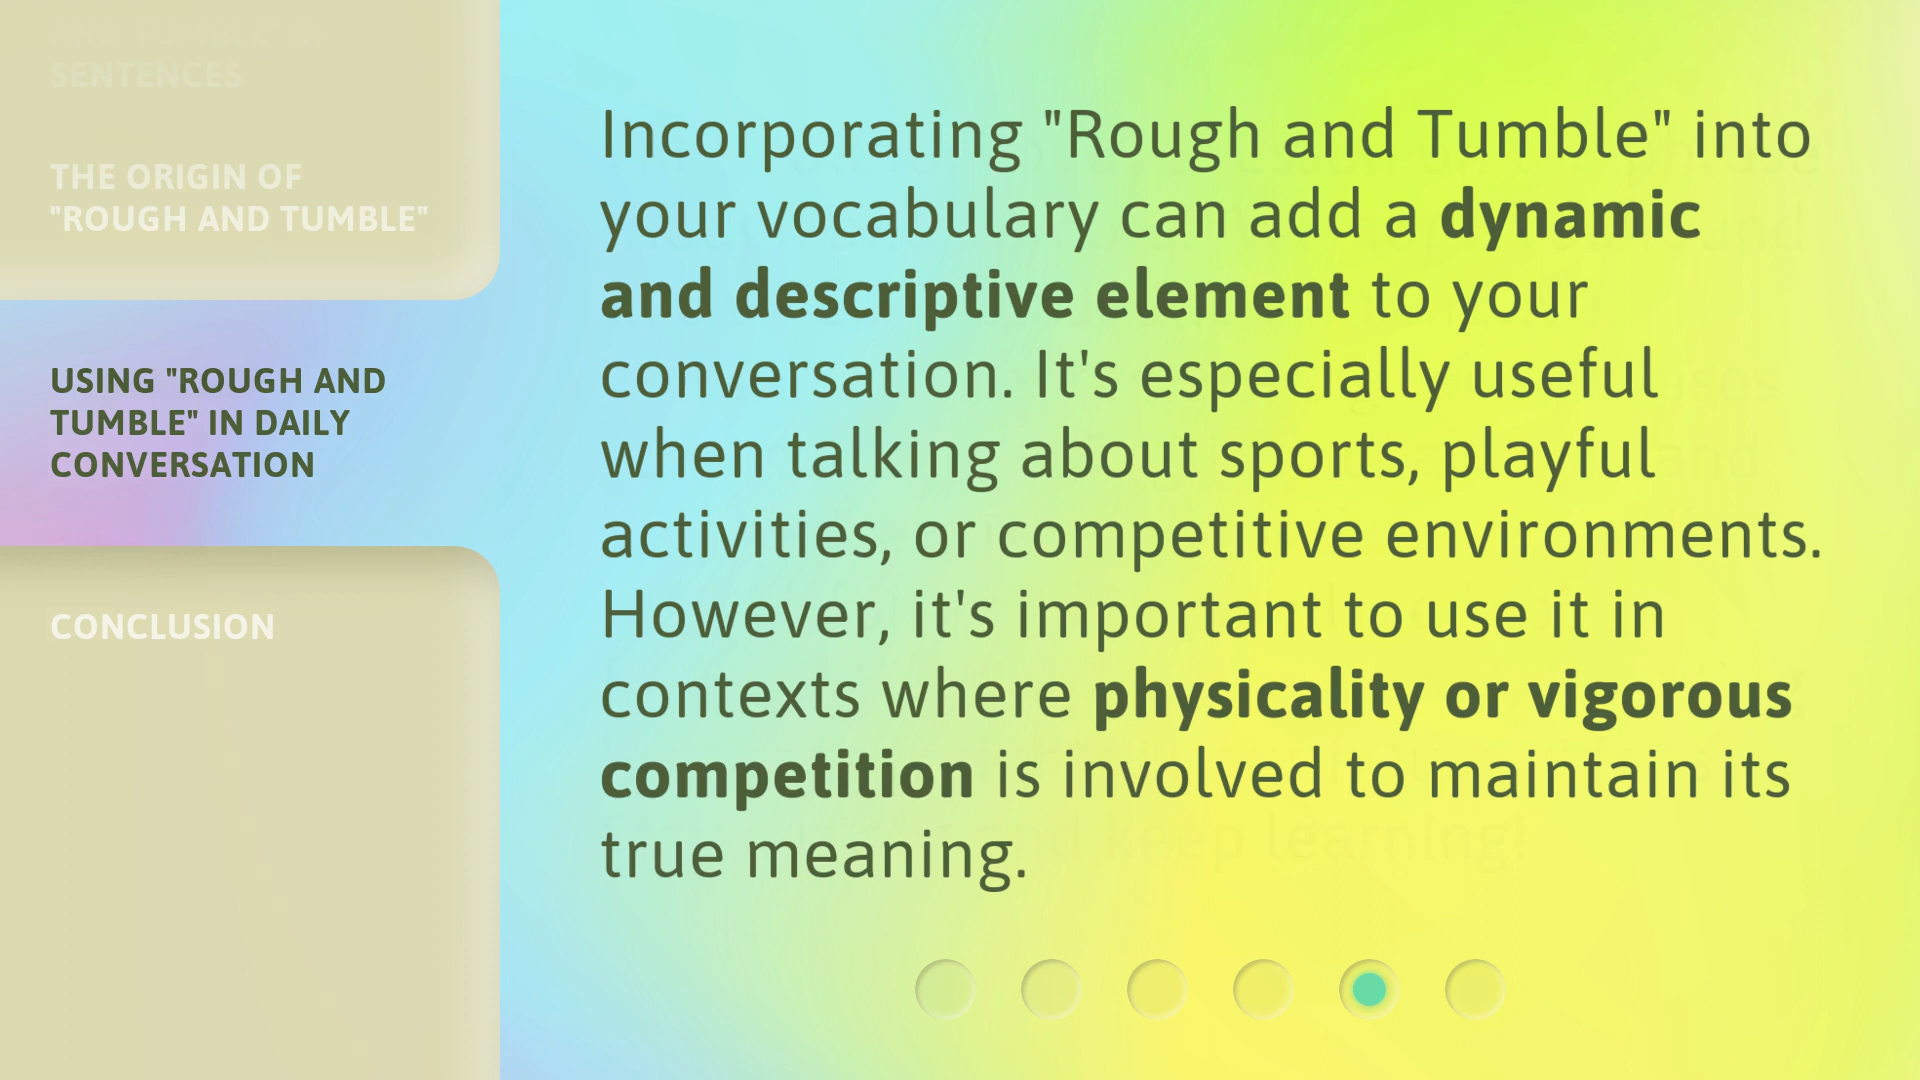 SENTENCES
THE ORIGIN OF
"ROUGH AND TUMBLE"
USING "ROUGH AND
TUMBLE" IN DAILY
CONVERSATION
CONCLUSION
Incorporating "Rough and Tumble" into
your vocabulary can add a dynamic
and descriptive element to your
conversation. It's especially useful
when talking about sports, playful
activities, or competitive environments.
However, it's important to use it in
contexts where physicality or vigorous
competition is involved to maintain its
true meaning.
and keep learning!